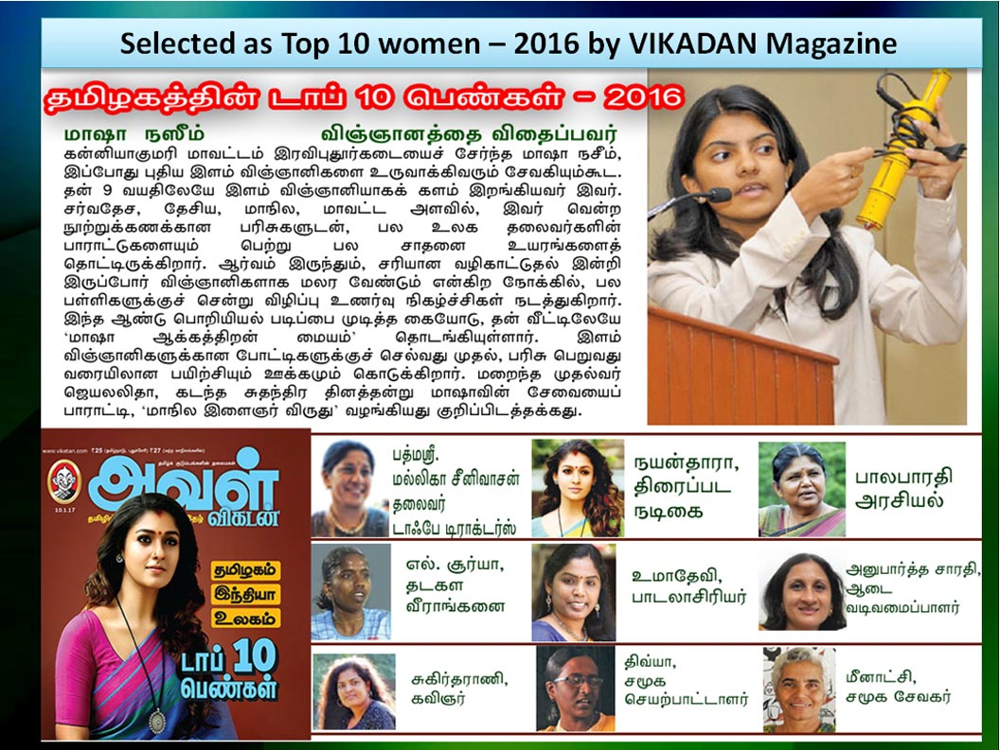 Selected as Top 10 women – 2016 by VIKADAN Magazine
தமிழகத்தின் டாப் 10 பெண்கள் – 2016
மாஷா நஸீம் விஞ்ஞானத்தை விதைப்பவர்
கன்னியாகுமரி மாவட்டம் இரவிபுதூர்கடையைச் சேர்ந்த மாஷா நசீம்,
இப்போது புதிய இளம் விஞ்ஞானிகளை உருவாக்கிவரும் சேவகியும்கூட.
தன் 9 வயதிலேயே இளம் விஞ்ஞானியாகக் களம் இறங்கியவர் இவர்.
சர்வதேச, தேசிய, மாநில, மாவட்ட அளவில், இவர் வென்ற
நூற்றுக்கணக்கான பரிசுகளுடன், பல உலக தலைவர்களின்
பாராட்டுகளையும் பெற்று பல சாதனை உயரங்களைத்
தொட்டிருக்கிறார். ஆர்வம் இருந்தும், சரியான வழிகாட்டுதல் இன்றி
இருப்போர் விஞ்ஞானிகளாக மலர வேண்டும் என்கிற நோக்கில், பல
பள்ளிகளுக்குச் சென்று விழிப்பு உணர்வு நிகழ்ச்சிகள் நடத்துகிறார்.
இந்த ஆண்டு பொறியியல் படிப்பை முடித்த கையோடு, தன் வீட்டிலேயே
‘மாஷா ஆக்கத்திறன் மையம்’ தொடங்கியுள்ளார். இளம்
விஞ்ஞானிகளுக்கான போட்டிகளுக்குச் செல்வது முதல், பரிசு பெறுவது
வரையிலான பயிற்சியும் ஊக்கமும் கொடுக்கிறார். மறைந்த முதல்வர்
ஜெயலலிதா, கடந்த சுதந்திர தினத்தன்று மாஷாவின் சேவையைப்
பாராட்டி, ‘மாநில இளைஞர் விருது’ வழங்கியது குறிப்பிடத்தக்கது.
www.vikatan.com ₹25 (தமிழ்நாடு, புதுச்சேரி) ₹27
அவள்
விகடன்
10.1.17
தமிழகம்
இந்தியா
உலகம்
டாப் 10
பெண்கள்
பத்மஸ்ரீ.
மல்லிகா சீனிவாசன்
தலைவர்
டாஃபே டிராக்டர்ஸ்
நயன்தாரா,
திரைப்பட
நடிகை
பாலபாரதி
அரசியல்
எல். சூர்யா,
தடகள
வீராங்கனை
உமாதேவி,
பாடலாசிரியர்
அனுபார்த்த சாரதி,
ஆடை
வடிவமைப்பாளர்
சுகிர்தராணி,
கவிஞர்
திவ்யா,
சமூக
செயற்பாட்டாளர்
மீனாட்சி,
சமூக சேவகர்